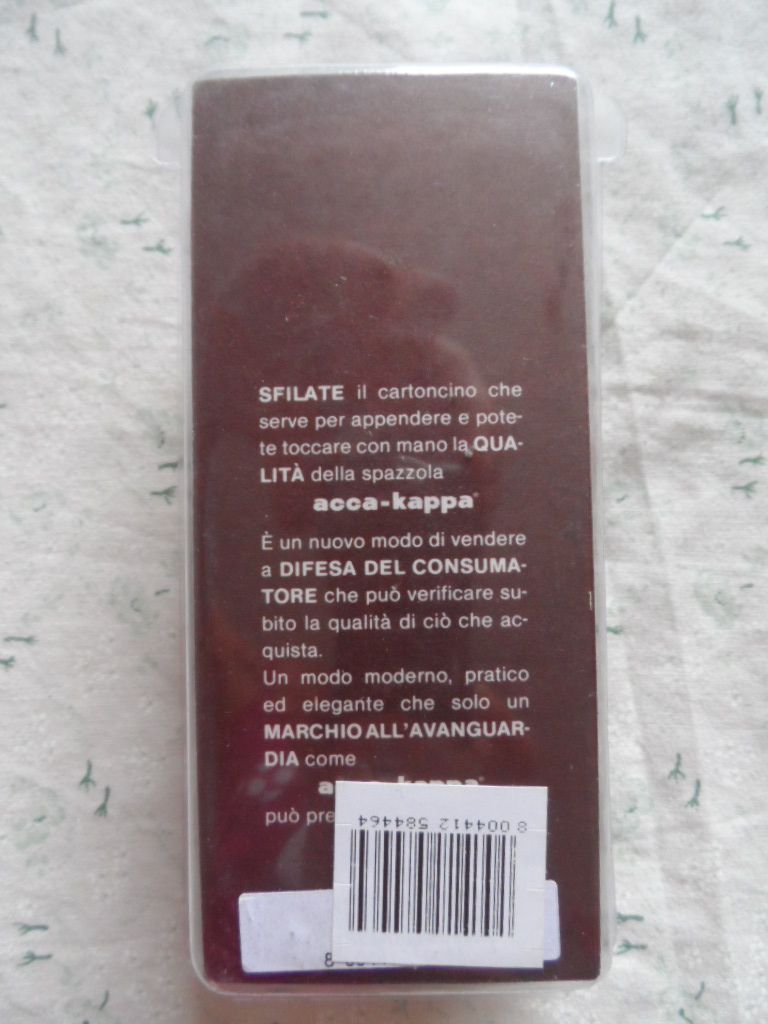 SFILATE il cartoncino che
serve per appendere e pote-
te toccare con mano la QUA-
LITÀ della spazzola
acca-kappa®
È un nuovo modo di vendere
a DIFESA DEL CONSUMA-
TORE che può verificare su-
bito la qualità di ciò che ac-
quista.
Un modo moderno, pratico
ed elegante che solo un
MARCHIO ALL'AVANGUAR-
DIA come
acca-kappa®
può
8 004412 584464